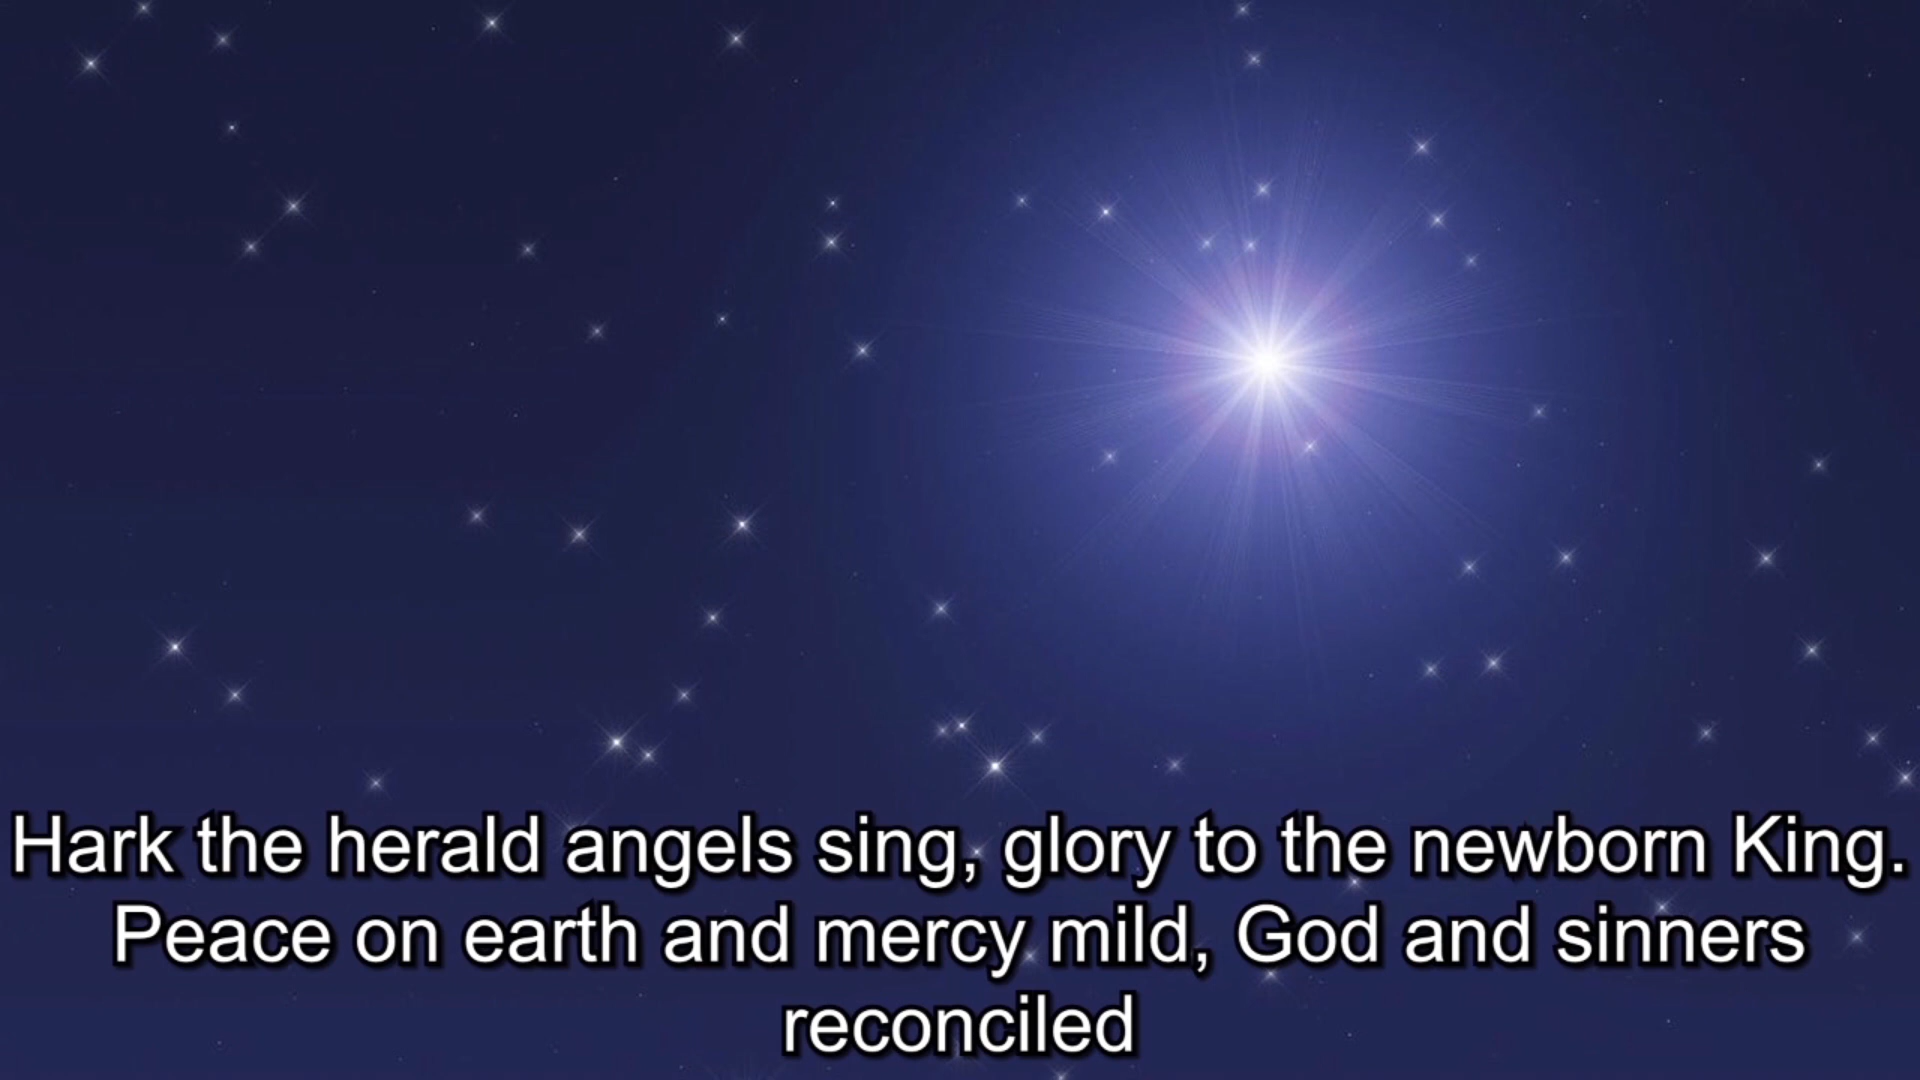 Hark the herald angels sing, glory to the newborn King.
Peace on earth and mercy mild, God and sinners
reconciled